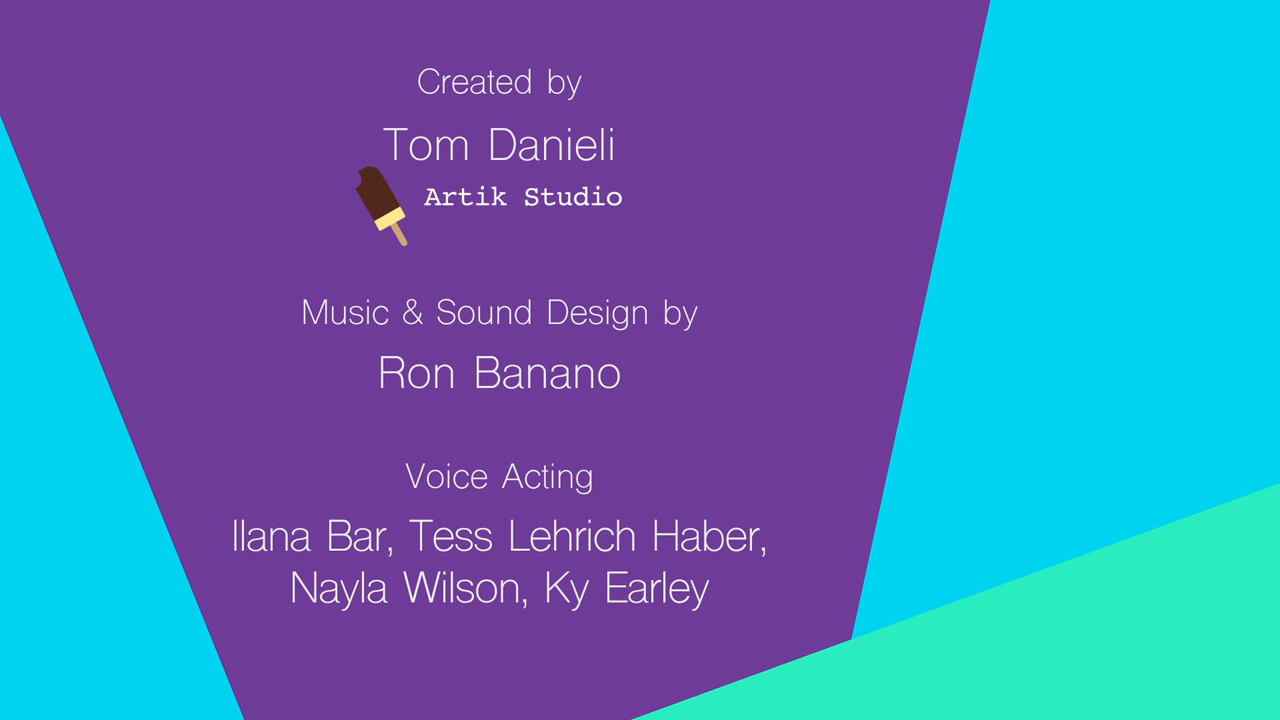 Created by
Tom Danieli
Artik Studio
Music & Sound Design by
Ron Banano
Voice Acting
Ilana Bar, Tess Lehrich Haber,
Nayla Wilson, Ky Earley